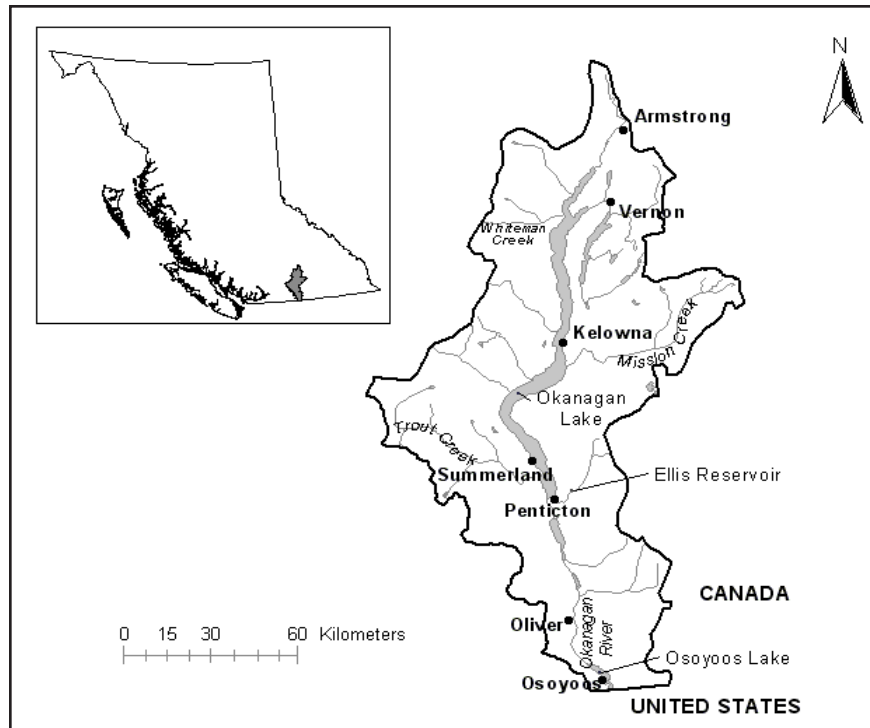 N
Armstrong
Vernon
Whiteman
Creek
Kelowna
Mission Creek
Okanagan
Lake
Trout Creek
Summerland
Ellis Reservoir
Penticton
CANADA
Oliver
Okanagan
River
Osoyoos Lake
Osoyoos
UNITED STATES
0 15 30 60 Kilometers